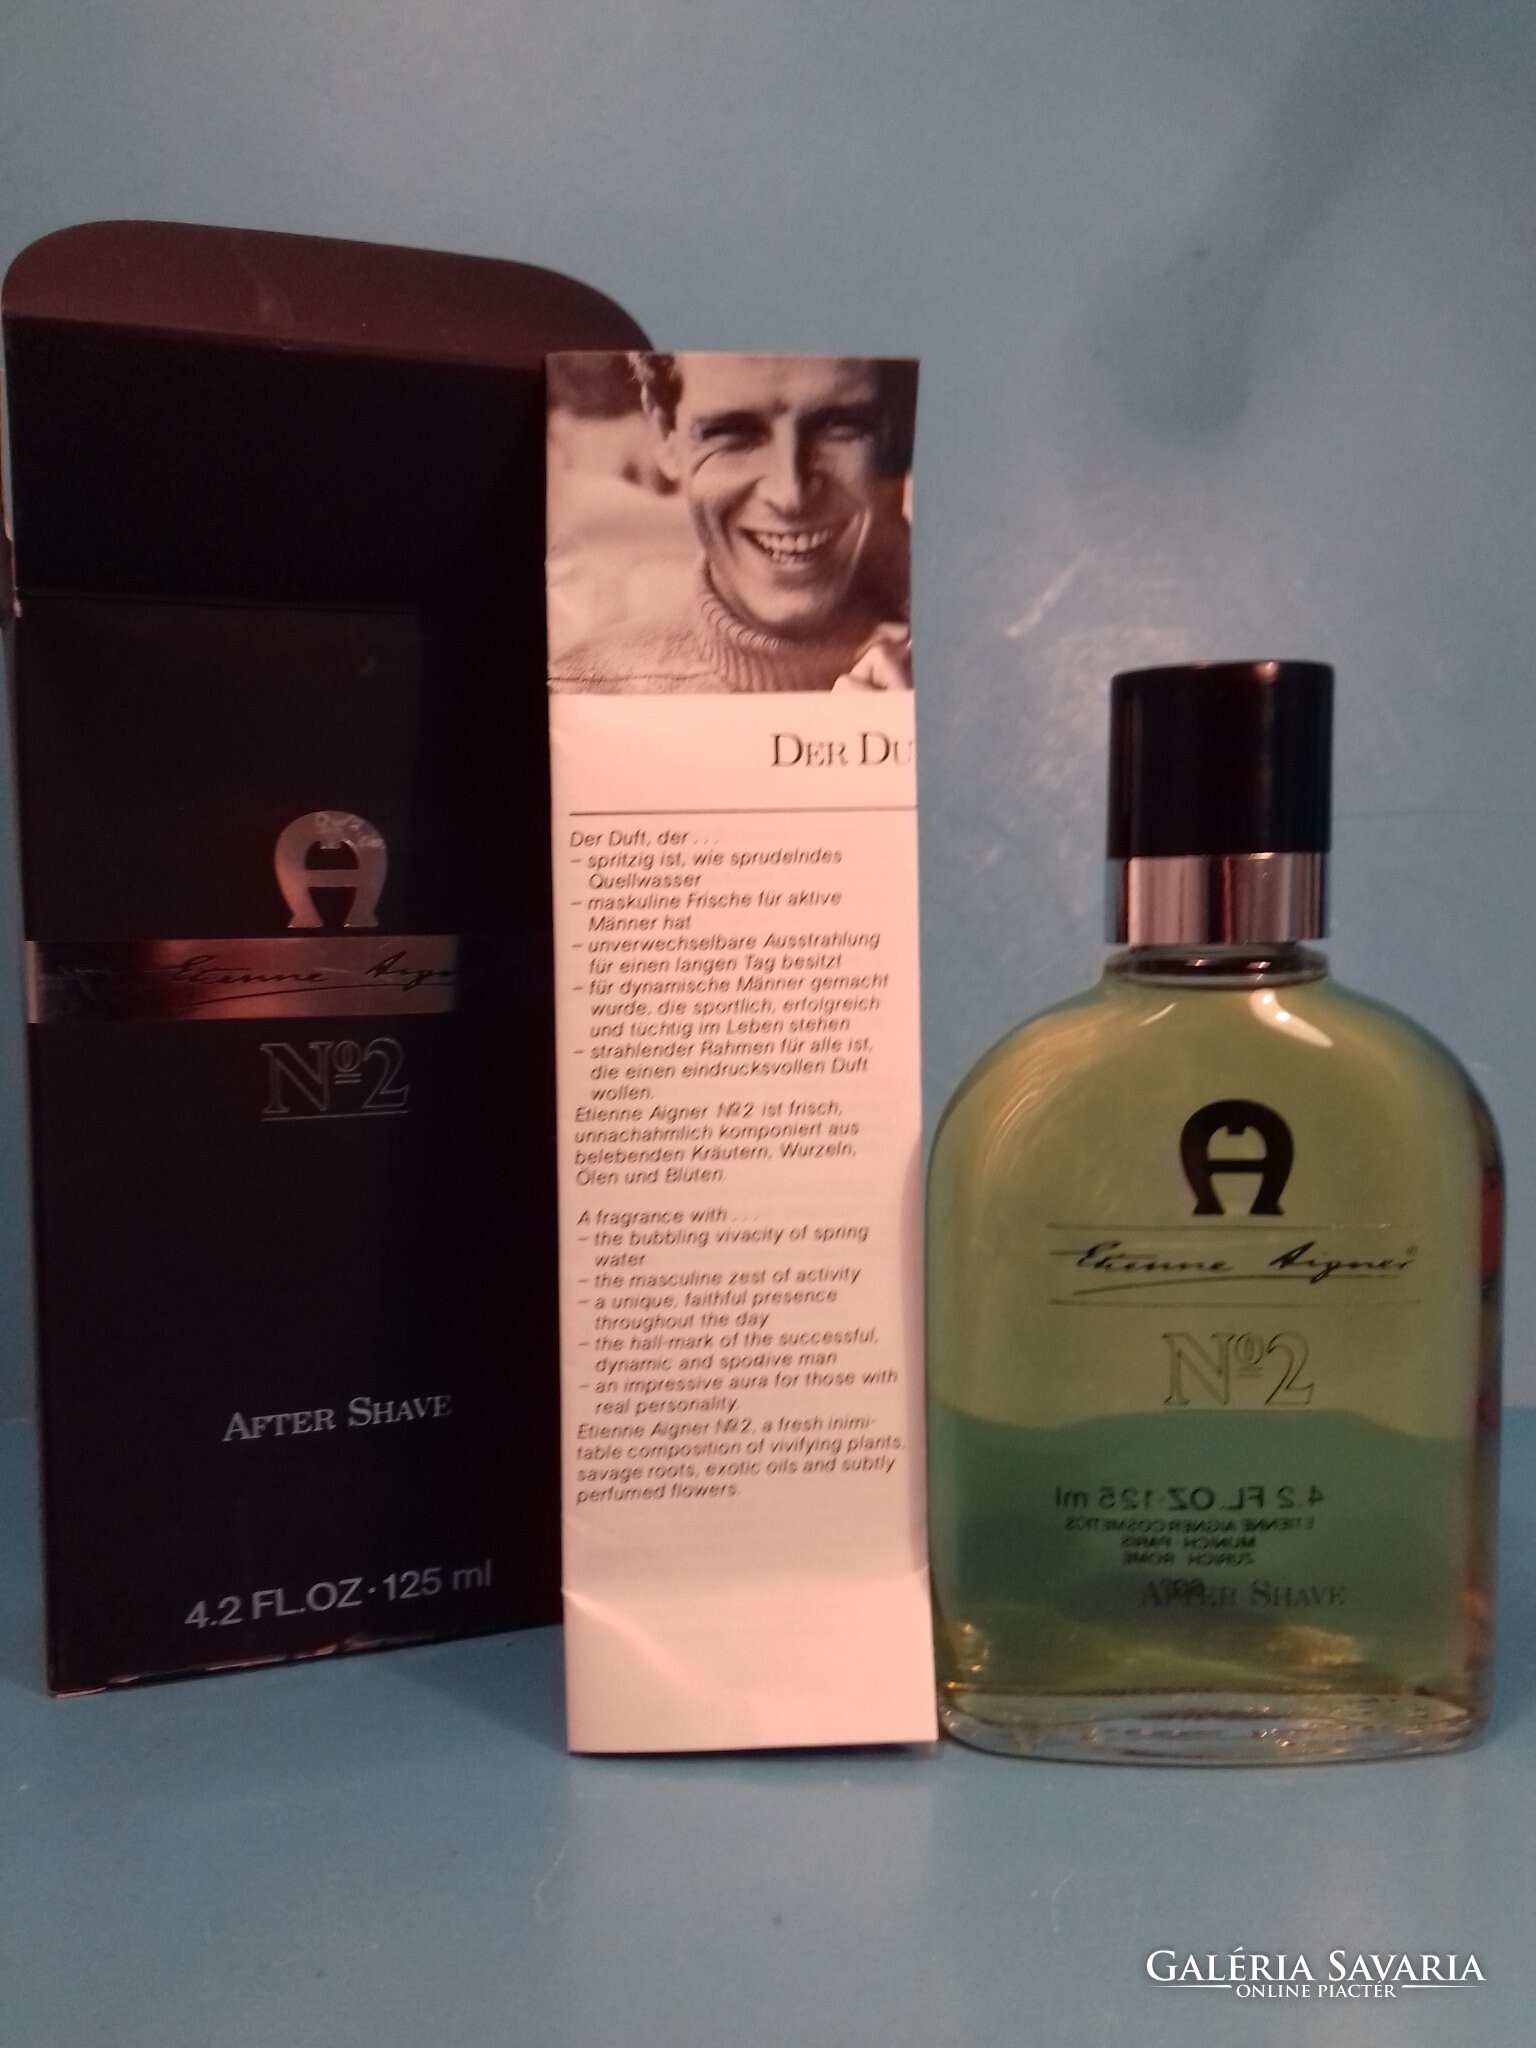 Etienne Aign
Nº2
AFTER SHAVE
4.2 FL.OZ · 125 ml
DER DU
Der Duft, der . . .
– spritzig ist, wie sprudelndes
Quellwasser
– maskuline Frische für aktive
Männer hat
– unverwechselbare Ausstrahlung
für einen langen Tag besitzt
– für dynamische Männer gemacht
wurde, die sportlich, erfolgreich
und tüchtig im Leben stehen
– strahlender Rahmen für alle ist,
die einen eindrucksvollen Duft
wollen.
Etienne Aigner Nº2 ist frisch,
unnachahmlich komponiert aus
belebenden Kräutern, Wurzeln,
Ölen und Blüten.
A fragrance with . . .
– the bubbling vivacity of spring
water
– the masculine zest of activity
– a unique, faithful presence
throughout the day
– the hall-mark of the successful,
dynamic and sportive man
– an impressive aura for those with
real personality.
Etienne Aigner Nº2, a fresh inimi-
table composition of vivifying plants,
savage roots, exotic oils and subtly
perfumed flowers.
Etienne Aigner®
Nº2
4.2 FL.OZ · 125 ml
ETIENNE AIGNER COSMETICS
MUNICH · PARIS
ZURICH · ROME
AFTER SHAVE
GALÉRIA SAVARIA
ONLINE PIACTÉR